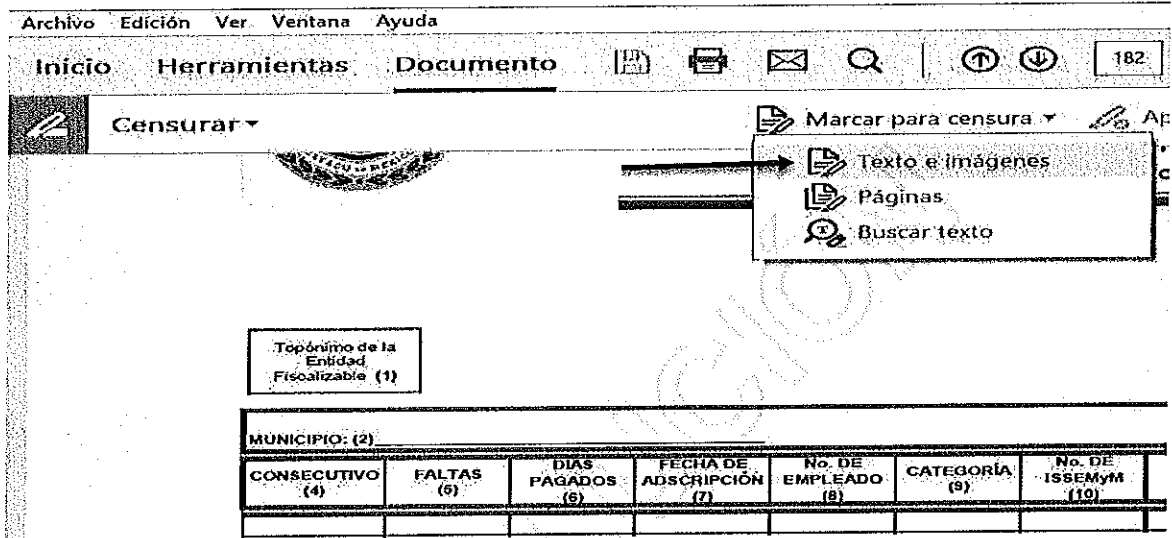 Archivo Edición Ver Ventana Ayuda
Inicio Herramientas Documento 182
Censurar Marcar para censura
Texto e imágenes
Páginas
Buscar texto
Topónimo de la
Entidad
Fiscalizable (1)
MUNICIPIO: (2)
CONSECUTIVO (4) FALTAS (5) DIAS PAGADOS (6) FECHA DE ADSCRIPCIÓN (7) No. DE EMPLEADO (8) CATEGORÍA (9) No. DE ISSEMyM (10)